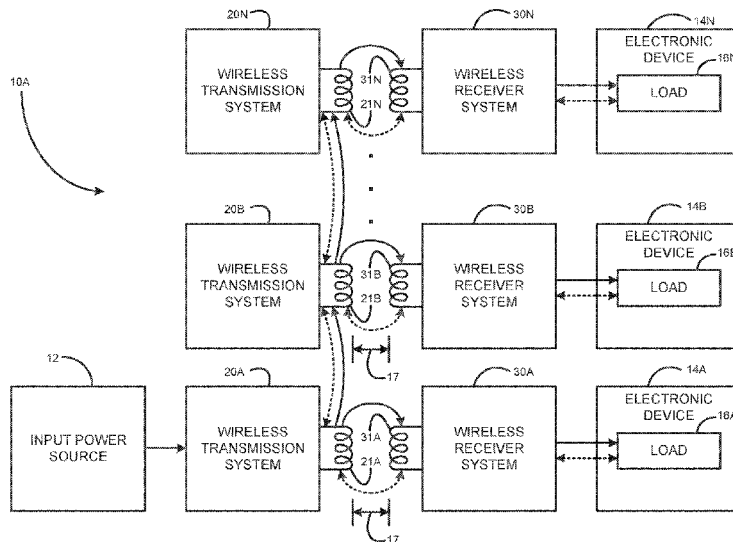 20N
30N
14N
WIRELESS
TRANSMISSION
SYSTEM
31N
21N
WIRELESS
RECEIVER
SYSTEM
ELECTRONIC
DEVICE
16N
LOAD
10A
20B
30B
14B
WIRELESS
TRANSMISSION
SYSTEM
31B
21B
WIRELESS
RECEIVER
SYSTEM
ELECTRONIC
DEVICE
16B
LOAD
17
12
20A
30A
14A
INPUT POWER
SOURCE
WIRELESS
TRANSMISSION
SYSTEM
31A
21A
WIRELESS
RECEIVER
SYSTEM
ELECTRONIC
DEVICE
16A
LOAD
17